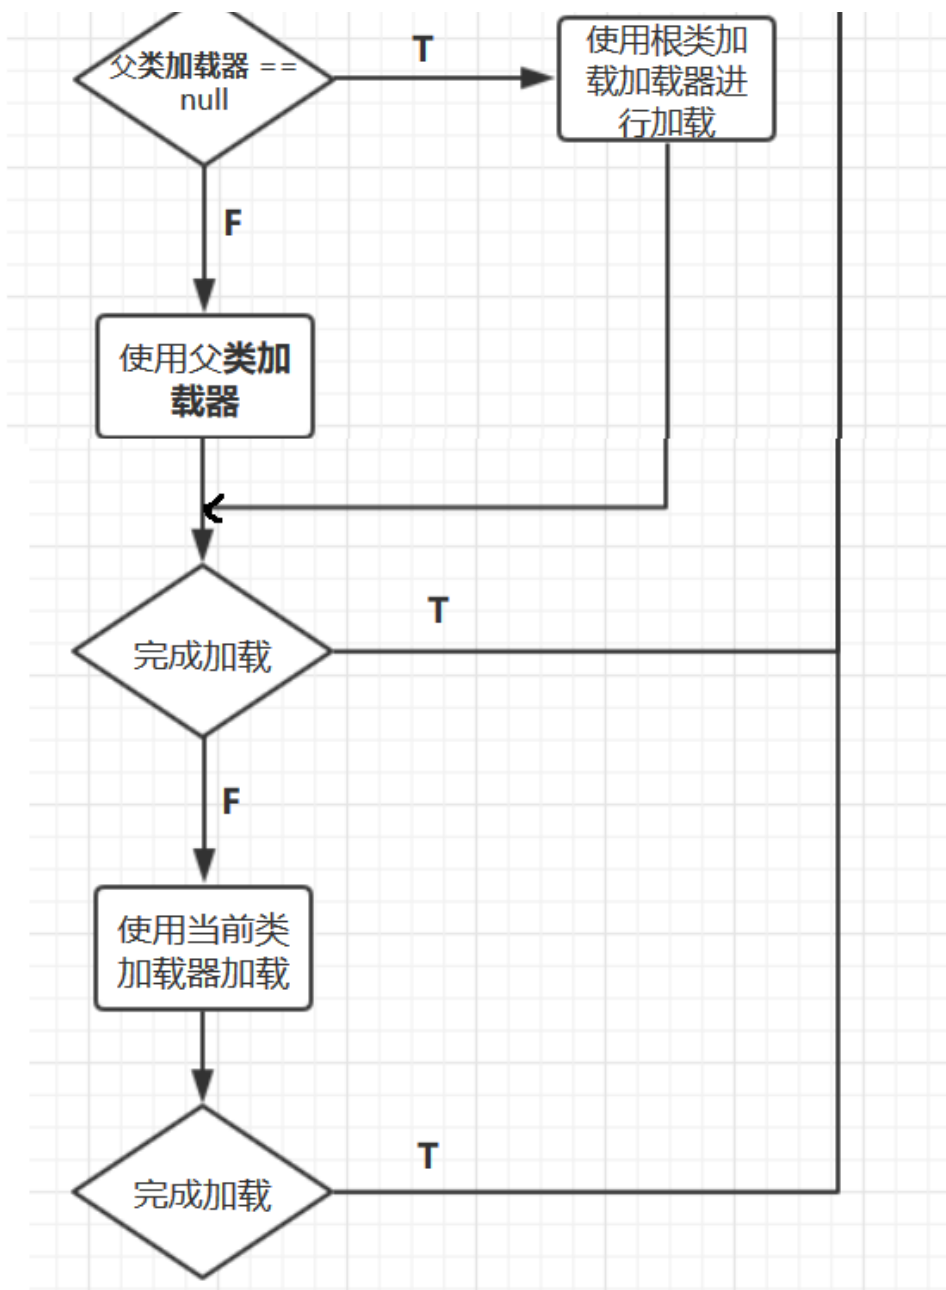 父类加载器 ==
null
T
使用根类加
载加载器进
行加载
F
使用父类加
载器
T
完成加载
F
使用当前类
加载器加载
T
完成加载